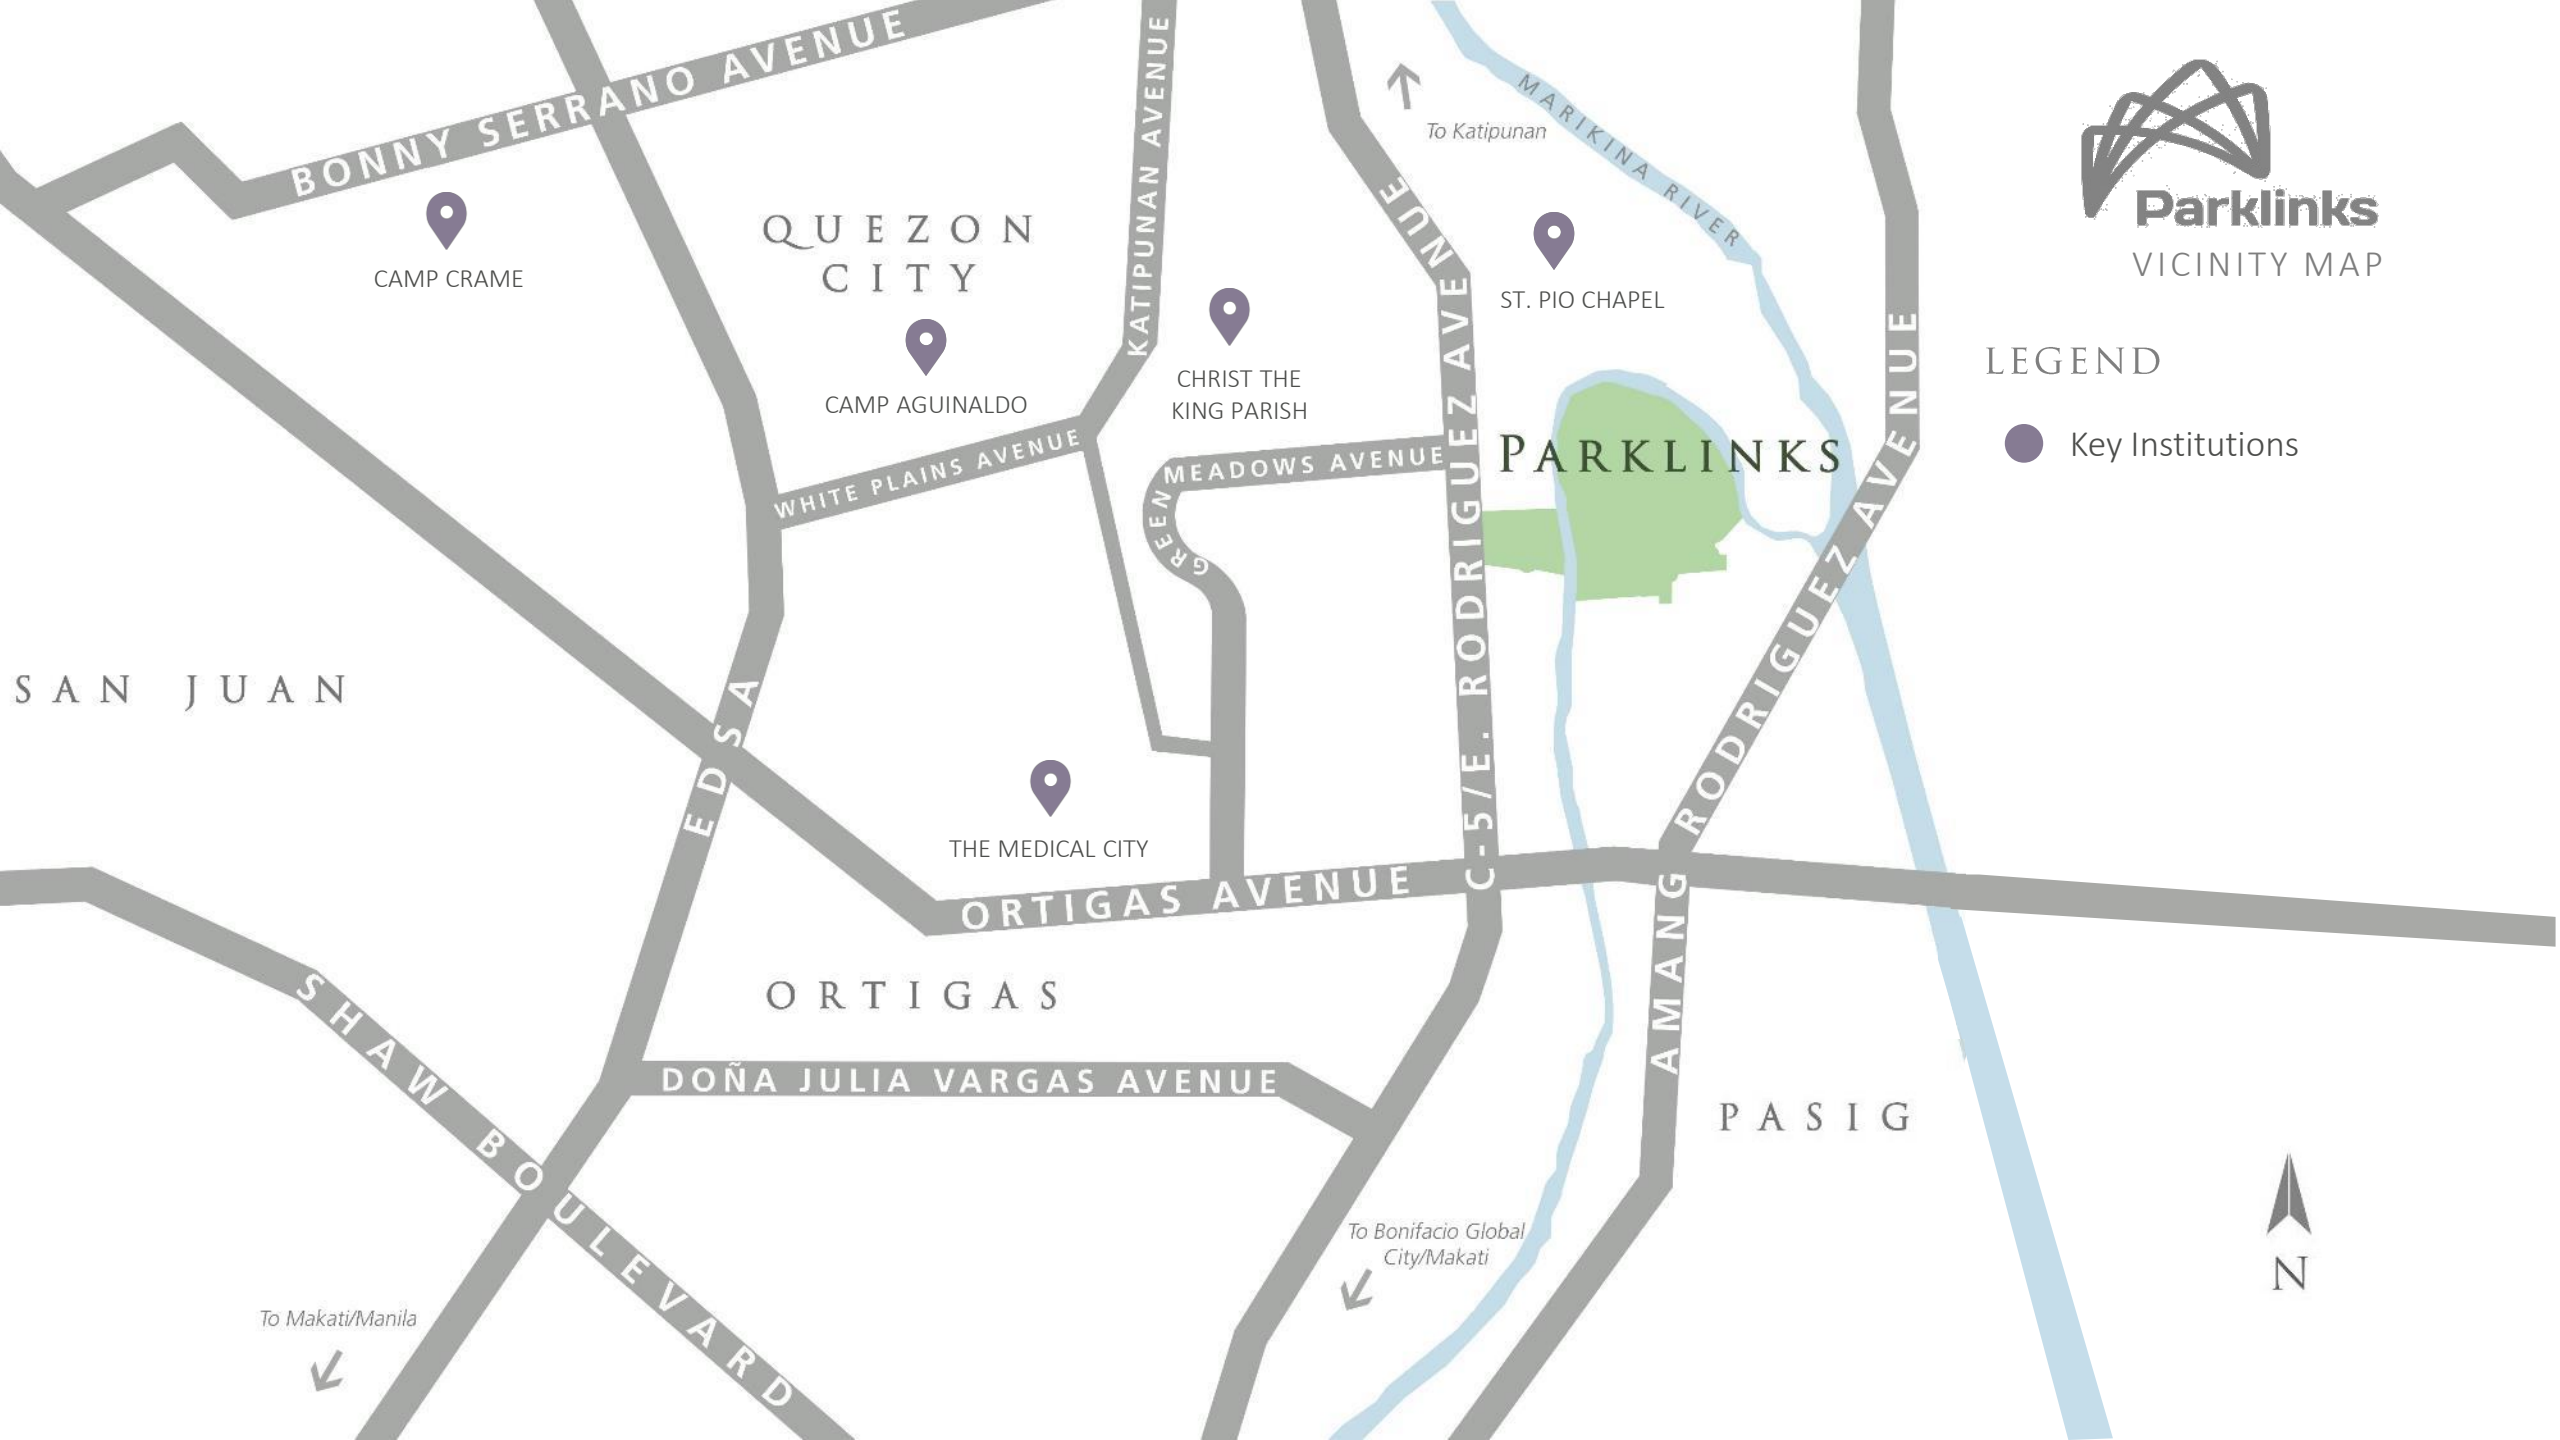 BONNY SERRANO AVENUE
KATIPUNAN AVENUE
To Katipunan
MARIKINA RIVER
Parklinks
VICINITY MAP
CAMP CRAME
QUEZON
CITY
ST. PIO CHAPEL
CAMP AGUINALDO
CHRIST THE
KING PARISH
LEGEND
Key Institutions
WHITE PLAINS AVENUE
GREEN MEADOWS AVENUE
PARKLINKS
C-5/E. RODRIGUEZ AVENUE
AMANG RODRIGUEZ AVENUE
SAN JUAN
EDSA
THE MEDICAL CITY
ORTIGAS AVENUE
ORTIGAS
SHAW BOULEVARD
DOÑA JULIA VARGAS AVENUE
PASIG
To Bonifacio Global
City/Makati
To Makati/Manila
N